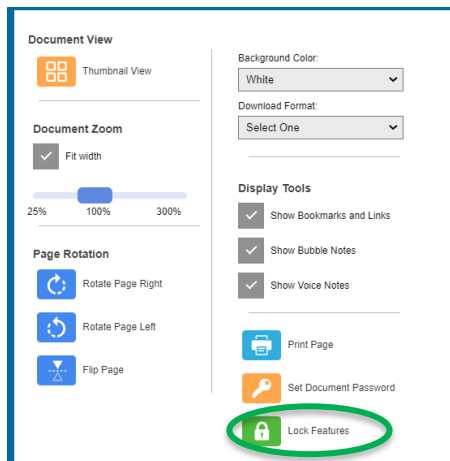 Document View
Thumbnail View
Document Zoom
Fit width
25% 100% 300%
Page Rotation
Rotate Page Right
Rotate Page Left
Flip Page
Background Color:
White
Download Format:
Select One
Display Tools
Show Bookmarks and Links
Show Bubble Notes
Show Voice Notes
Print Page
Set Document Password
Lock Features